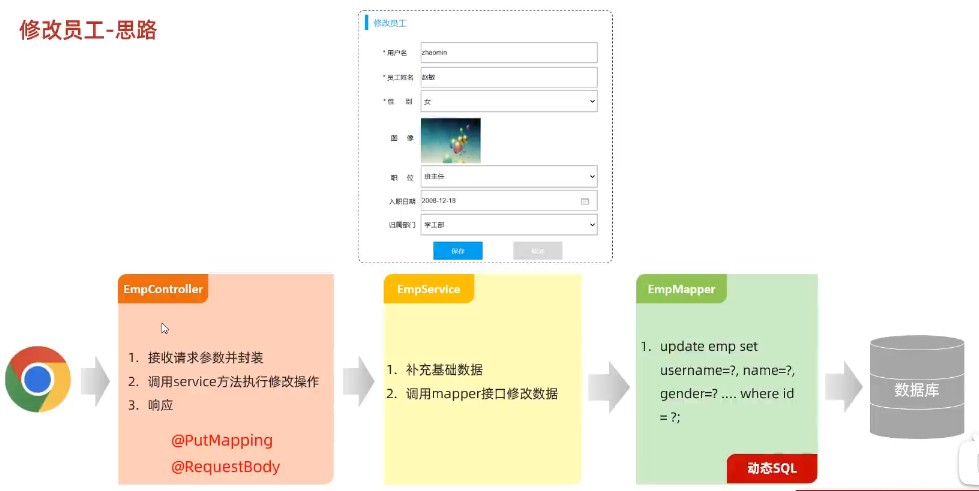 修改员工-思路
修改员工
* 用户名 zhaomin
* 员工姓名 赵敏
* 性 别 女
图 像
职 位 班主任
入职日期 2008-12-18
归属部门 学工部
保存
EmpController
1. 接收请求参数并封装
2. 调用service方法执行修改操作
3. 响应
@PutMapping
@RequestBody
EmpService
1. 补充基础数据
2. 调用mapper接口修改数据
EmpMapper
1. update emp set
username=?, name=?,
gender=? .... where id
= ?;
动态SQL
数据库